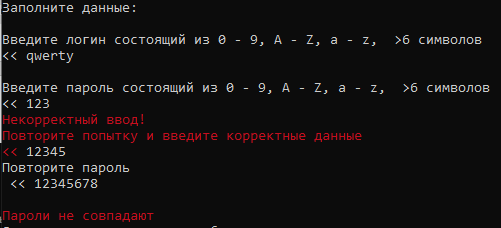 Заполните данные:
Введите логин состоящий из 0 - 9, A - Z, a - z,  >6 символов
<< qwerty
Введите пароль состоящий из 0 - 9, A - Z, a - z,  >6 символов
<< 123
Некорректный ввод!
Повторите попытку и введите корректные данные
<< 12345
Повторите пароль
 << 12345678
Пароли не совпадают